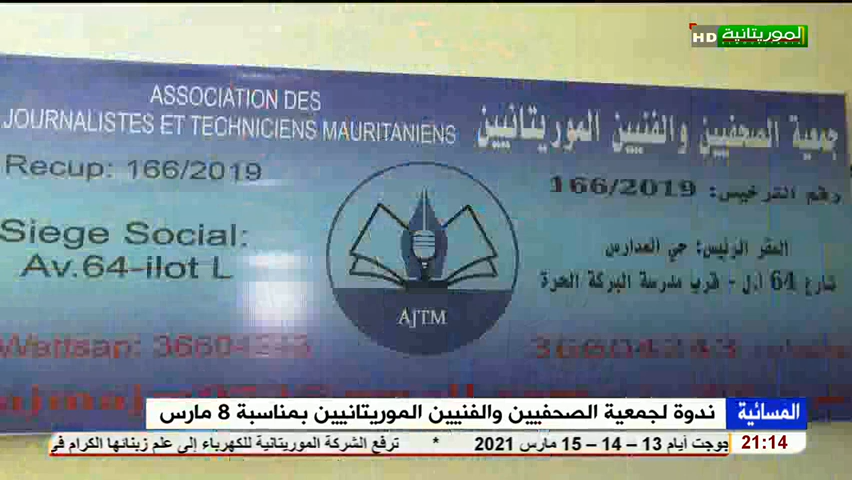 HD الموريتانية
ASSOCIATION DES
JOURNALISTES ET TECHNICIENS MAURITANIENS
جمعية الصحفيين والفنيين الموريتانيين
Recup: 166/2019
رقم الترخيص: 166/2019
Siege Social:
Av.64-ilot L
المقر الرئيس: حي المدارس
شارع 64 أ.ل - قرب مدرسة البركة الحرة
AJTM
Wattsap:
المسائية
ندوة لجمعية الصحفيين والفنيين الموريتانيين بمناسبة 8 مارس
21:14
بوجت أيام 13 – 14 – 15 مارس 2021 * ترفع الشركة الموريتانية للكهرباء إلى علم زبنائها الكرام في